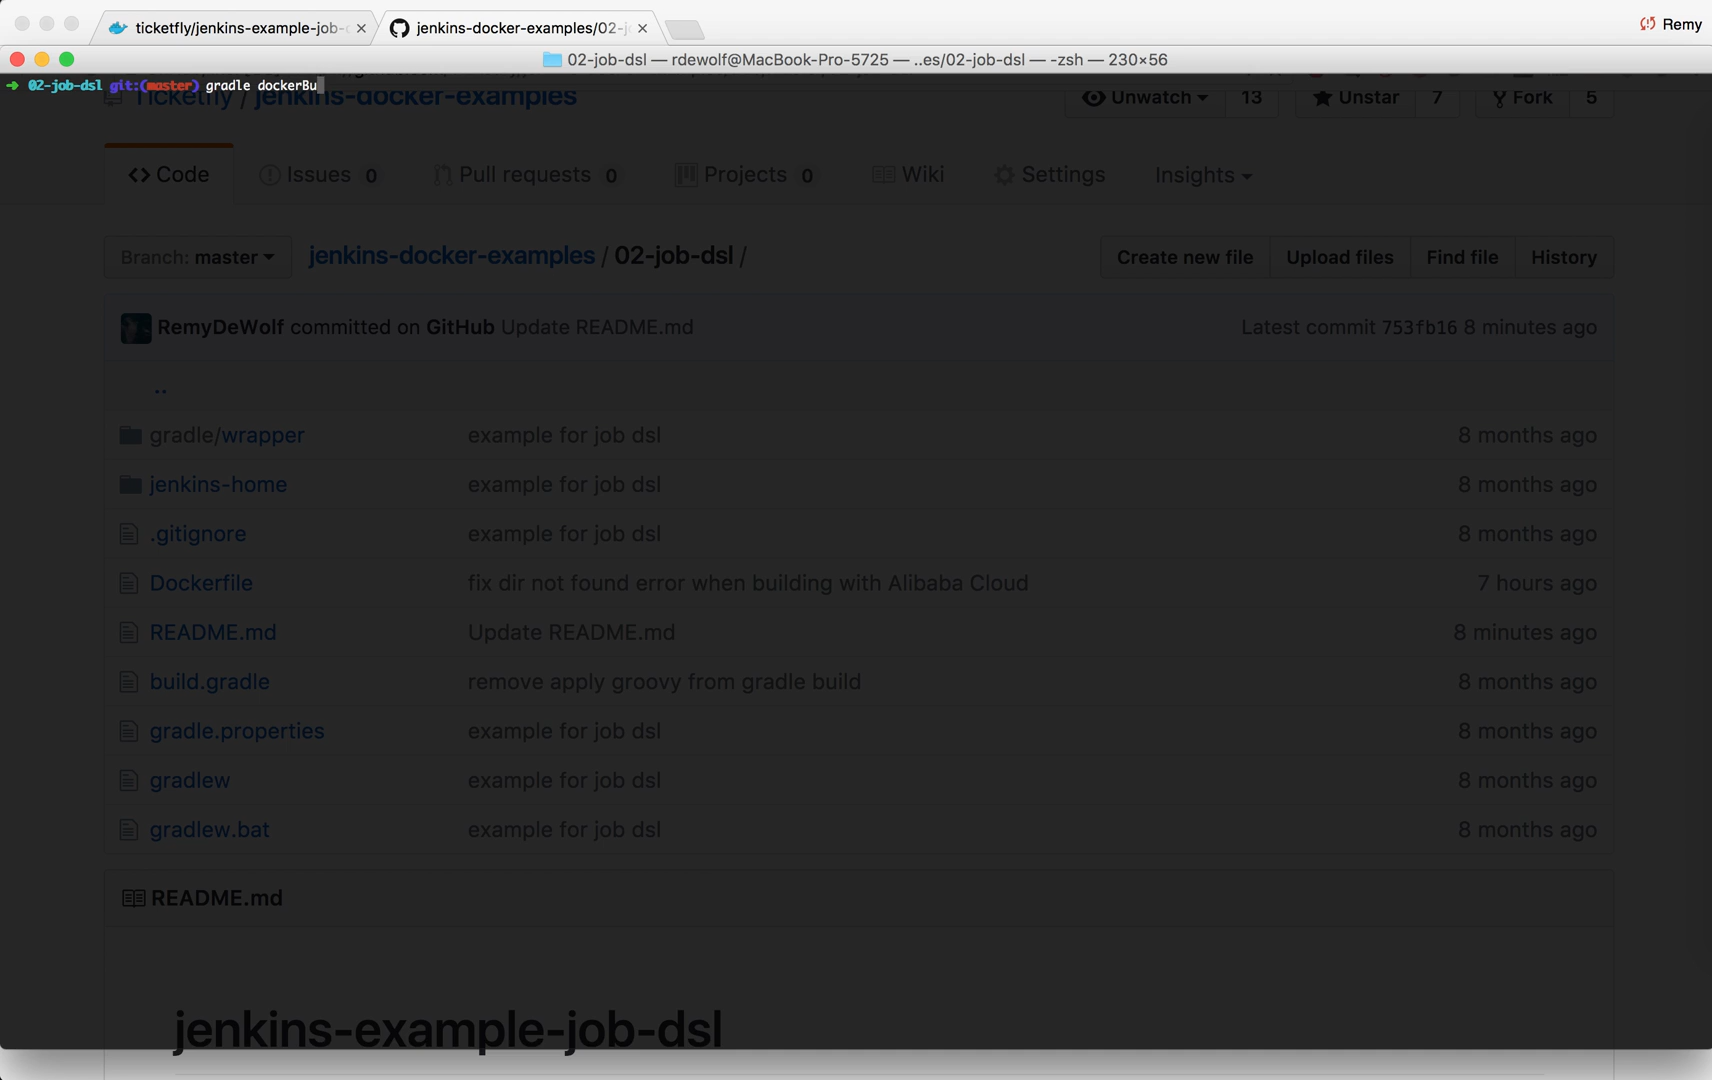 ticketfly/jenkins-example-job- jenkins-docker-examples/02-j Remy
02-job-dsl — rdewolf@MacBook-Pro-5725 — ..es/02-job-dsl — -zsh — 230×56
➜ 02-job-dsl git:(master) gradle dockerBu
Ticketfly / jenkins-docker-examples Unwatch 13 Unstar 7 Fork 5
Code Issues 0 Pull requests 0 Projects 0 Wiki Settings Insights
Branch: master jenkins-docker-examples / 02-job-dsl / Create new file Upload files Find file History
RemyDeWolf committed on GitHub Update README.md Latest commit 753fb16 8 minutes ago
..
gradle/wrapper example for job dsl 8 months ago
jenkins-home example for job dsl 8 months ago
.gitignore example for job dsl 8 months ago
Dockerfile fix dir not found error when building with Alibaba Cloud 7 hours ago
README.md Update README.md 8 minutes ago
build.gradle remove apply groovy from gradle build 8 months ago
gradle.properties example for job dsl 8 months ago
gradlew example for job dsl 8 months ago
gradlew.bat example for job dsl 8 months ago
README.md
jenkins-example-job-dsl